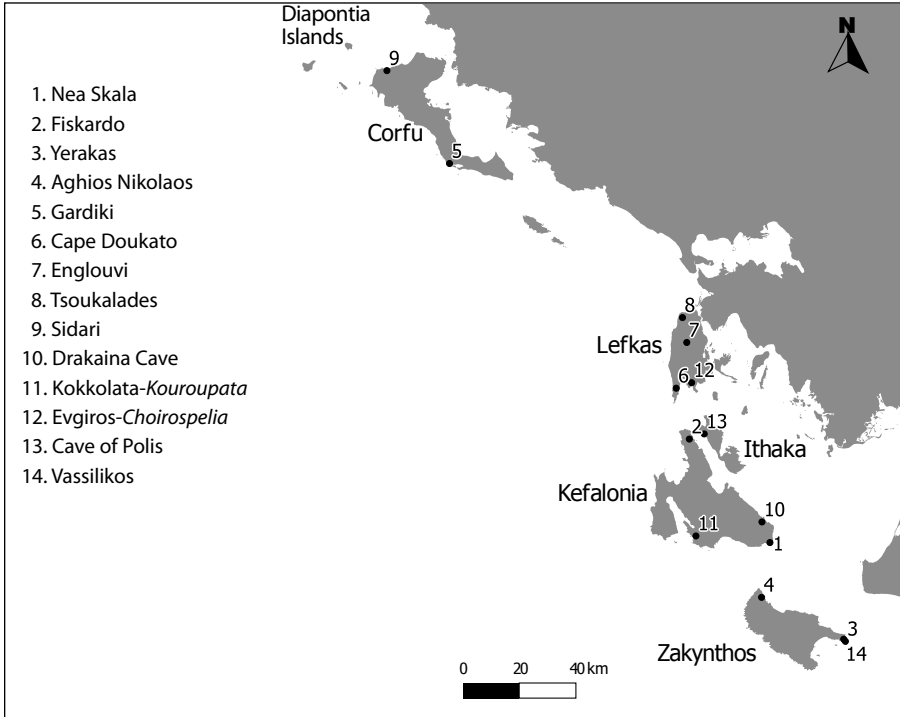 Diapontia
Islands
N
9
1. Nea Skala
2. Fiskardo
3. Yerakas
4. Aghios Nikolaos
5. Gardiki
6. Cape Doukato
7. Englouvi
8. Tsoukalades
9. Sidari
10. Drakaina Cave
11. Kokkolata-Kouroupata
12. Evgiros-Choirospelia
13. Cave of Polis
14. Vassilikos
Corfu
5
8
7
Lefkas
12
6
13
2
Ithaka
Kefalonia
10
11
1
4
3
Zakynthos
14
0 20 40 km